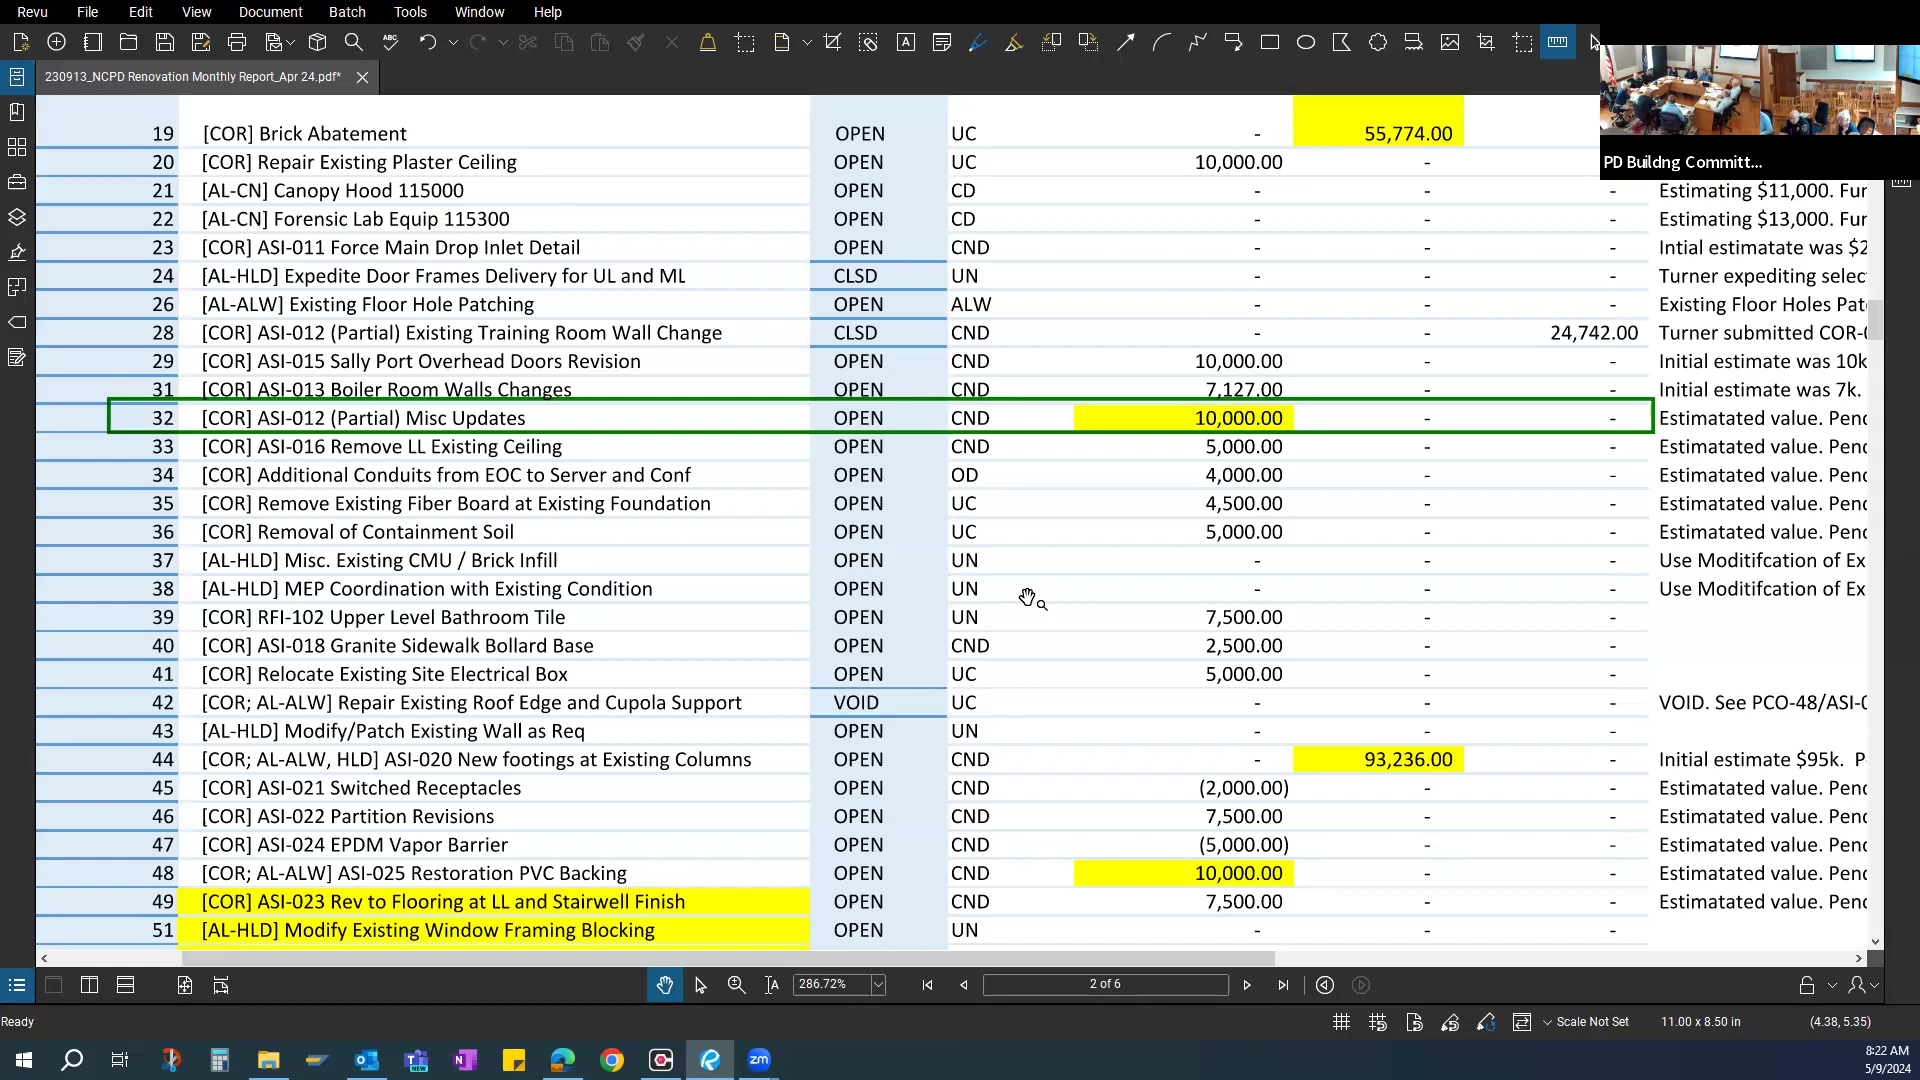 Revu File Edit View Document Batch Tools Window Help
230913_NCPD Renovation Monthly Report_Apr 24.pdf*
PD Buildng Committ...
19 [COR] Brick Abatement OPEN UC - 55,774.00
20 [COR] Repair Existing Plaster Ceiling OPEN UC 10,000.00 -
21 [AL-CN] Canopy Hood 115000 OPEN CD - - - Estimating $11,000. Fur
22 [AL-CN] Forensic Lab Equip 115300 OPEN CD - - - Estimating $13,000. Fur
23 [COR] ASI-011 Force Main Drop Inlet Detail OPEN CND - - - Intial estimatate was $2
24 [AL-HLD] Expedite Door Frames Delivery for UL and ML CLSD UN - - - Turner expediting selec
26 [AL-ALW] Existing Floor Hole Patching OPEN ALW - - - Existing Floor Holes Pat
28 [COR] ASI-012 (Partial) Existing Training Room Wall Change CLSD CND - - 24,742.00 Turner submitted COR-0
29 [COR] ASI-015 Sally Port Overhead Doors Revision OPEN CND 10,000.00 - - Initial estimate was 10k
31 [COR] ASI-013 Boiler Room Walls Changes OPEN CND 7,127.00 - - Initial estimate was 7k.
32 [COR] ASI-012 (Partial) Misc Updates OPEN CND 10,000.00 - - Estimatated value. Pend
33 [COR] ASI-016 Remove LL Existing Ceiling OPEN CND 5,000.00 - - Estimatated value. Pend
34 [COR] Additional Conduits from EOC to Server and Conf OPEN OD 4,000.00 - - Estimatated value. Pend
35 [COR] Remove Existing Fiber Board at Existing Foundation OPEN UC 4,500.00 - - Estimatated value. Pend
36 [COR] Removal of Containment Soil OPEN UC 5,000.00 - - Estimatated value. Pend
37 [AL-HLD] Misc. Existing CMU / Brick Infill OPEN UN - - - Use Moditifcation of Ex
38 [AL-HLD] MEP Coordination with Existing Condition OPEN UN - - - Use Moditifcation of Ex
39 [COR] RFI-102 Upper Level Bathroom Tile OPEN UN 7,500.00 - -
40 [COR] ASI-018 Granite Sidewalk Bollard Base OPEN CND 2,500.00 - -
41 [COR] Relocate Existing Site Electrical Box OPEN UC 5,000.00 - -
42 [COR; AL-ALW] Repair Existing Roof Edge and Cupola Support VOID UC - - - VOID. See PCO-48/ASI-0
43 [AL-HLD] Modify/Patch Existing Wall as Req OPEN UN - - -
44 [COR; AL-ALW, HLD] ASI-020 New footings at Existing Columns OPEN CND - 93,236.00 - Initial estimate $95k. P
45 [COR] ASI-021 Switched Receptacles OPEN CND (2,000.00) - - Estimatated value. Pend
46 [COR] ASI-022 Partition Revisions OPEN CND 7,500.00 - - Estimatated value. Pend
47 [COR] ASI-024 EPDM Vapor Barrier OPEN CND (5,000.00) - - Estimatated value. Pend
48 [COR; AL-ALW] ASI-025 Restoration PVC Backing OPEN CND 10,000.00 - - Estimatated value. Pend
49 [COR] ASI-023 Rev to Flooring at LL and Stairwell Finish OPEN CND 7,500.00 - - Estimatated value. Pend
51 [AL-HLD] Modify Existing Window Framing Blocking OPEN UN - - -
286.72% 2 of 6
Ready Scale Not Set 11.00 x 8.50 in (4.38, 5.35)
8:22 AM
5/9/2024